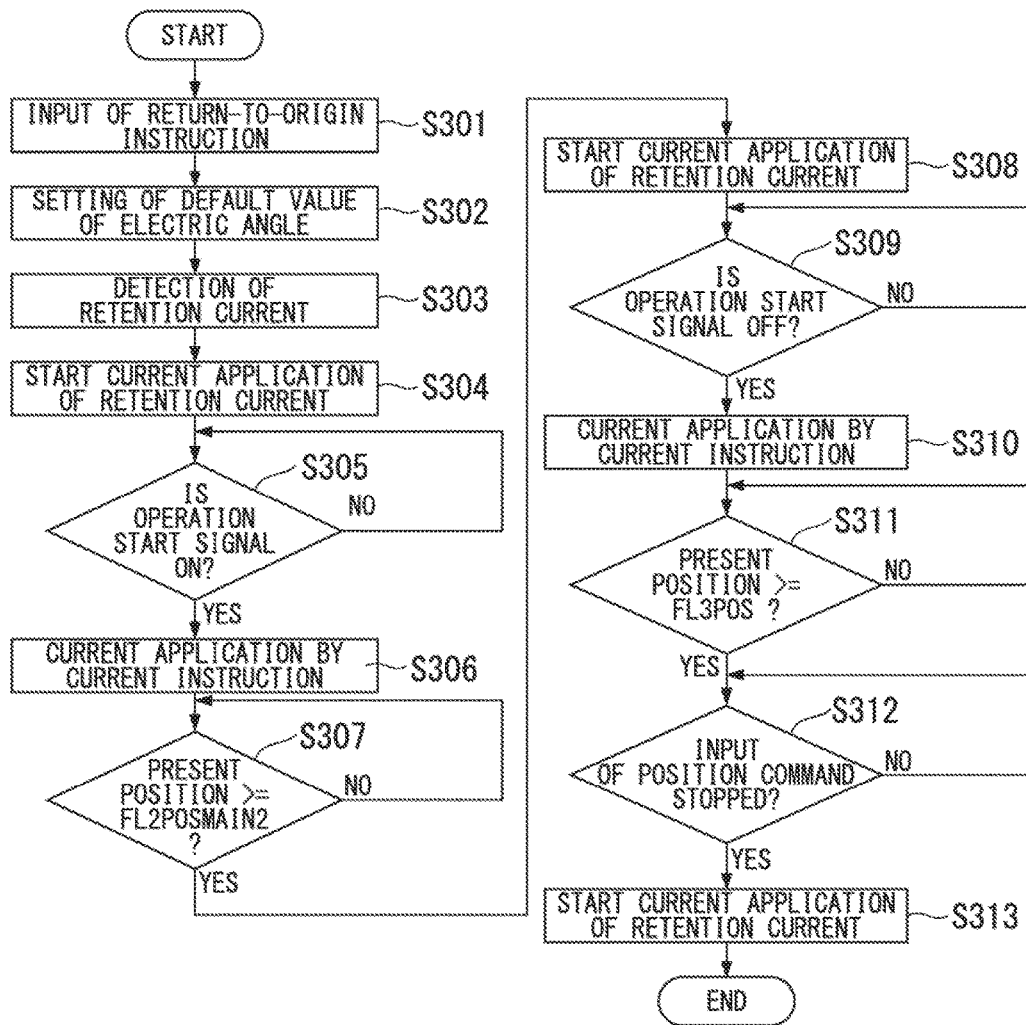 START
INPUT OF RETURN-TO-ORIGIN
INSTRUCTION
S301
SETTING OF DEFAULT VALUE
OF ELECTRIC ANGLE
S302
DETECTION OF
RETENTION CURRENT
S303
START CURRENT APPLICATION
OF RETENTION CURRENT
S304
S305
IS
OPERATION
START SIGNAL
ON?
NO
YES
CURRENT APPLICATION BY
CURRENT INSTRUCTION
S306
S307
PRESENT
POSITION >=
FL2POSMAIN2
?
NO
YES
START CURRENT APPLICATION
OF RETENTION CURRENT
S308
S309
IS
OPERATION START
SIGNAL OFF?
NO
YES
CURRENT APPLICATION BY
CURRENT INSTRUCTION
S310
S311
PRESENT
POSITION >=
FL3POS ?
NO
YES
S312
INPUT
OF POSITION COMMAND
STOPPED?
NO
YES
START CURRENT APPLICATION
OF RETENTION CURRENT
S313
END